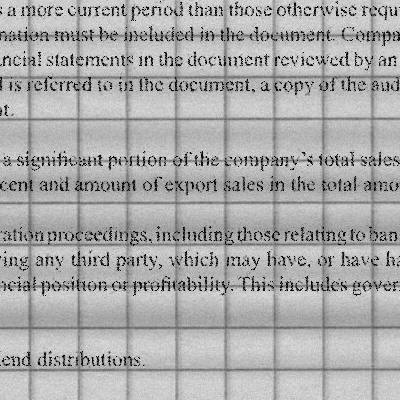 s a more current period than those otherwise requ
nation must be included in the document. Compa
ancial statements in the document reviewed by an
d is referred to in the document, a copy of the aud
nt.
a significant portion of the company's total sales
cent and amount of export sales in the total amo
ration proceedings, including those relating to ban
ving any third party, which may have, or have ha
ncial position or profitability. This includes gover
dend distributions.